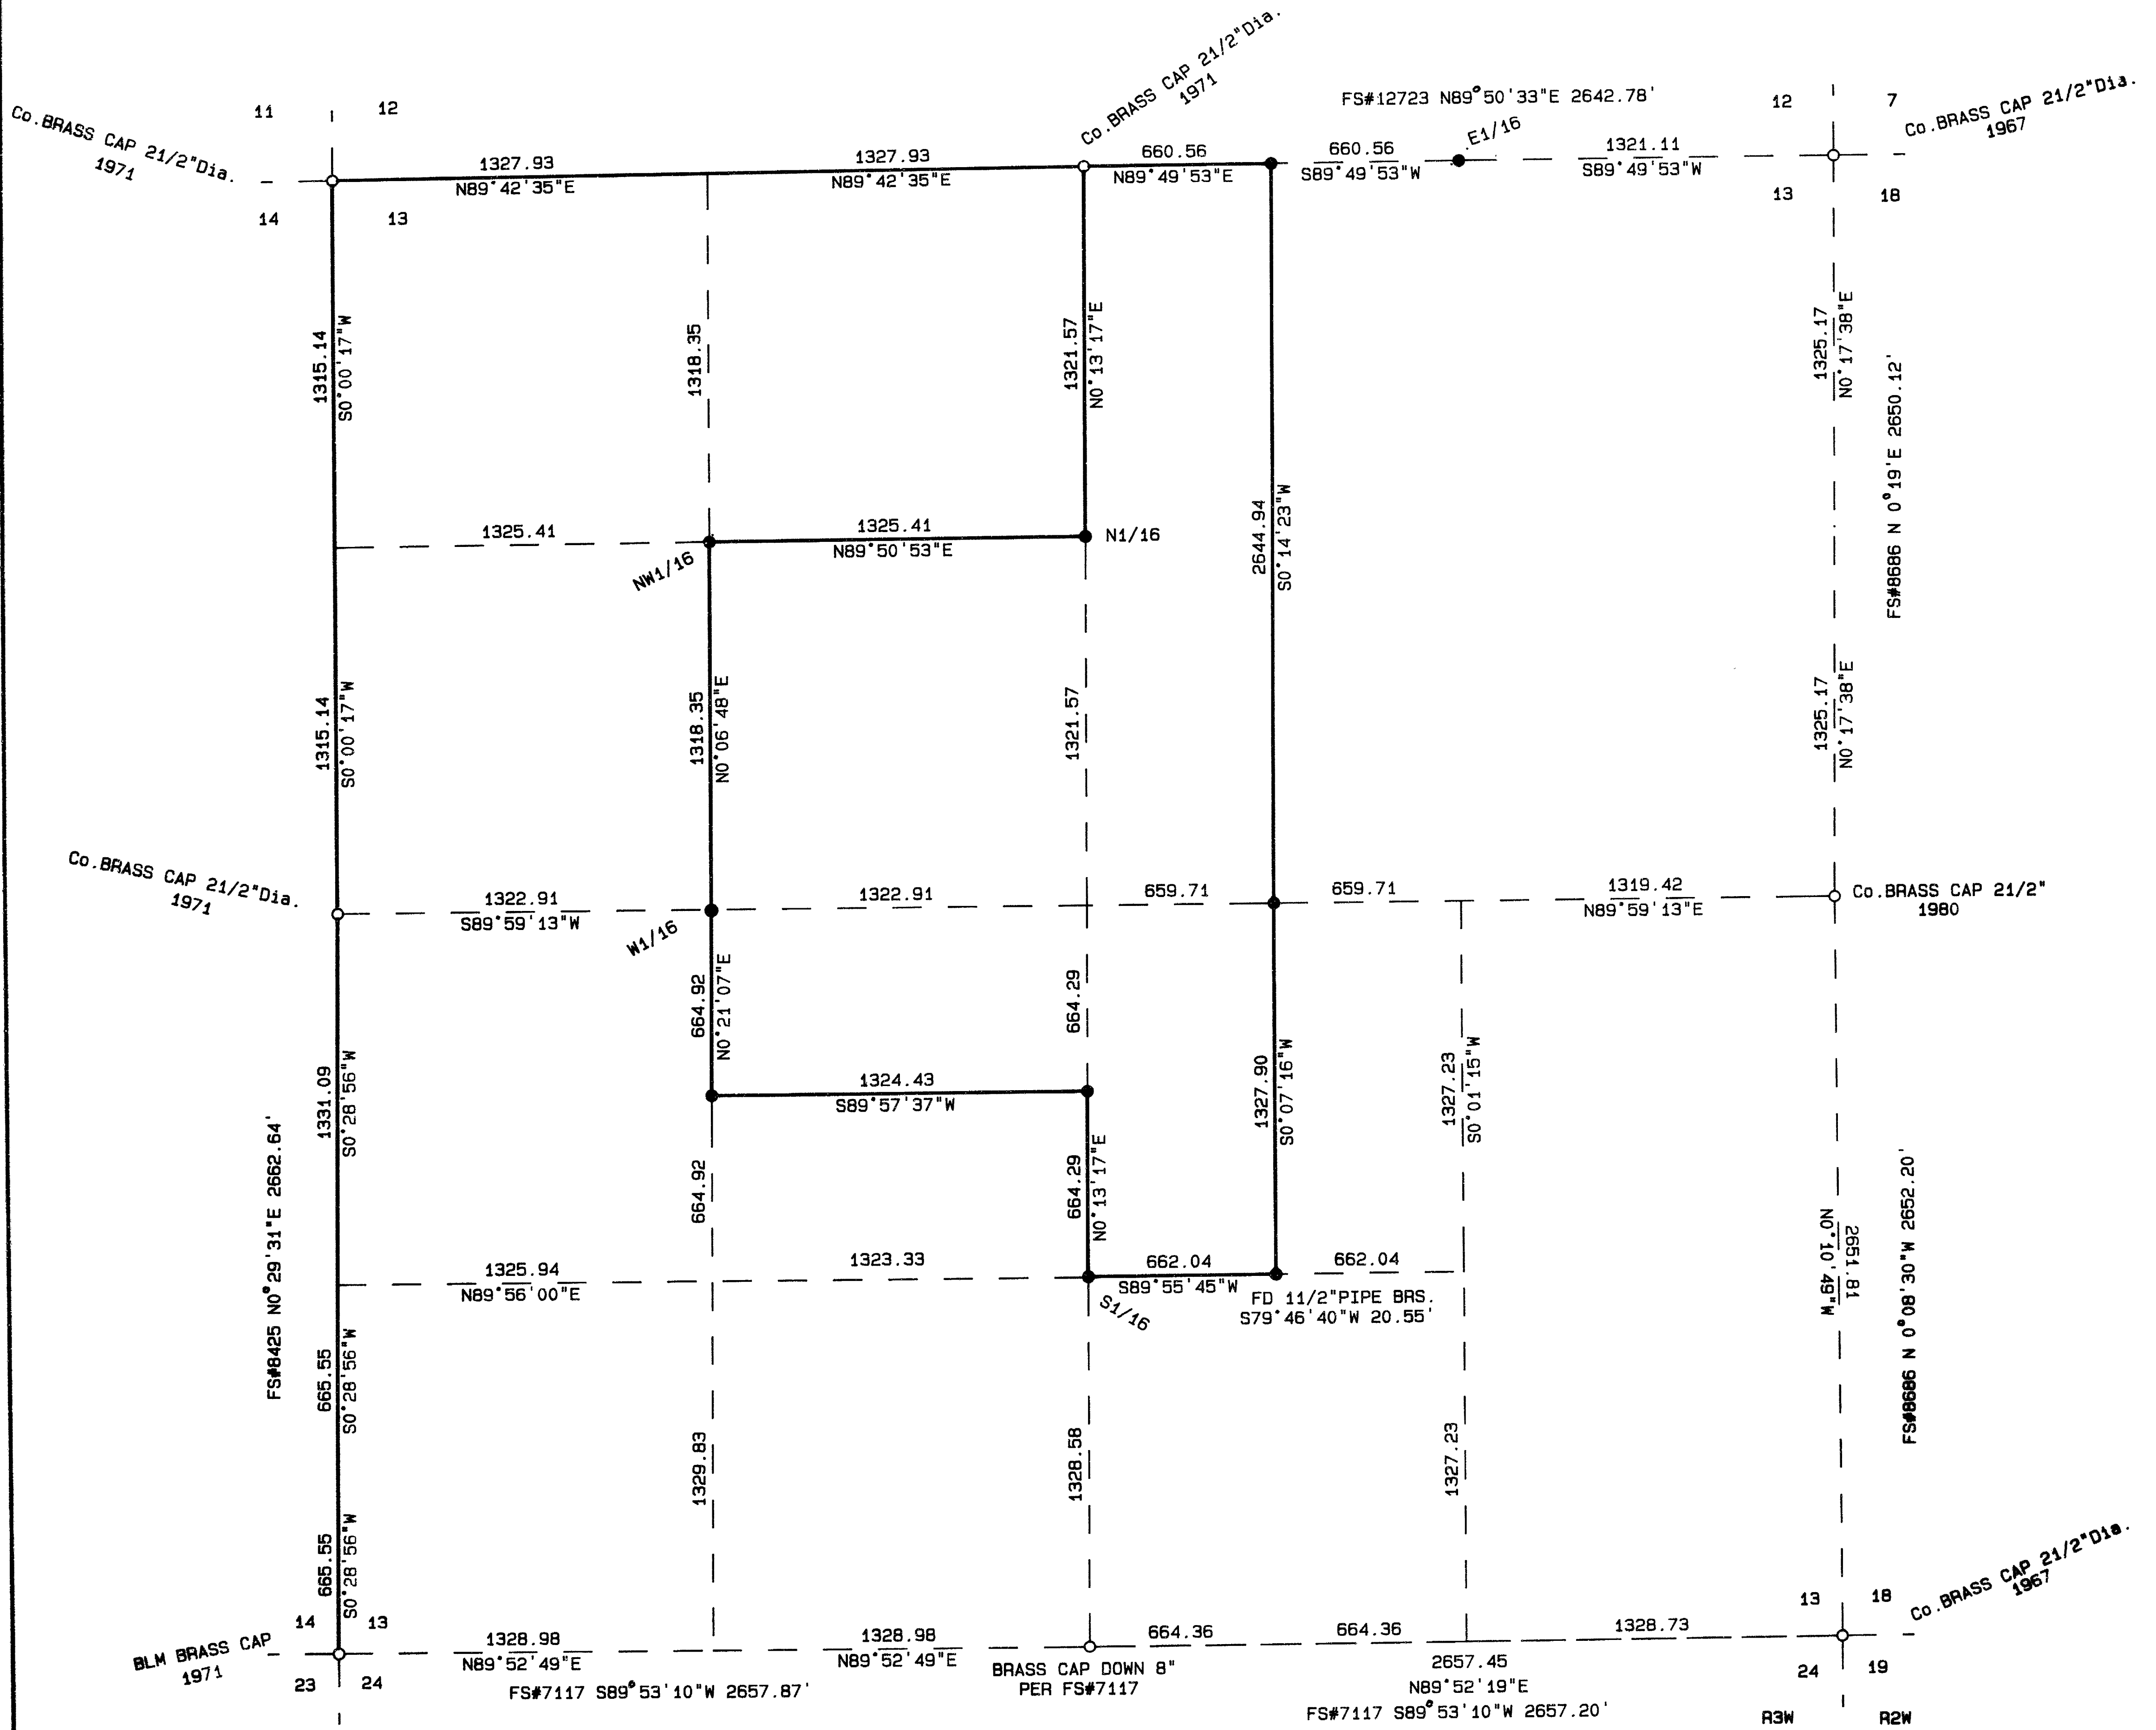 Co.BRASS CAP 21/2"Dia.
1971
FS#12723 N89°50'33"E 2642.78'
11
12
12
7
Co.BRASS CAP 21/2"Dia.
1971
Co.BRASS CAP 21/2"Dia.
1967
1327.93
N89°42'35"E
1327.93
N89°42'35"E
660.56
N89°49'53"E
660.56
S89°49'53"W
E1/16
1321.11
S89°49'53"W
14
13
13
18
1315.14
S0°00'17"W
1318.35
1321.57
N0°13'17"E
2644.94
S0°14'23"W
1325.17
N0°17'38"E
FS#8686 N 0°19'E 2650.12'
1325.41
1325.41
N89°50'53"E
N1/16
NW1/16
1315.14
S0°00'17"W
1318.35
N0°06'48"E
1321.57
1325.17
N0°17'38"E
Co.BRASS CAP 21/2"Dia.
1971
1322.91
S89°59'13"W
W1/16
1322.91
659.71
659.71
1319.42
N89°59'13"E
Co.BRASS CAP 21/2"
1980
664.92
N0°21'07"E
664.29
1331.09
S0°28'56"W
1324.43
S89°57'37"W
1327.90
S0°07'16"W
1327.23
S0°01'15"W
FS#8425 N0°29'31"E 2662.64'
664.92
664.29
N0°13'17"E
2651.81
N0°10'49"W
FS#8686 N 0°08'30"W 2652.20'
1325.94
N89°56'00"E
1323.33
662.04
S89°55'45"W
662.04
S1/16
FD 11/2"PIPE BRS.
S79°46'40"W 20.55'
665.55
S0°28'56"W
1329.83
1328.58
1327.23
665.55
S0°28'56"W
14
13
13
18
Co.BRASS CAP 21/2"Dia.
1967
BLM BRASS CAP
1971
1328.98
N89°52'49"E
1328.98
N89°52'49"E
664.36
664.36
1328.73
23
24
FS#7117 S89°53'10"W 2657.87'
BRASS CAP DOWN 8"
PER FS#7117
2657.45
N89°52'19"E
FS#7117 S89°53'10"W 2657.20'
24
19
R3W
R2W